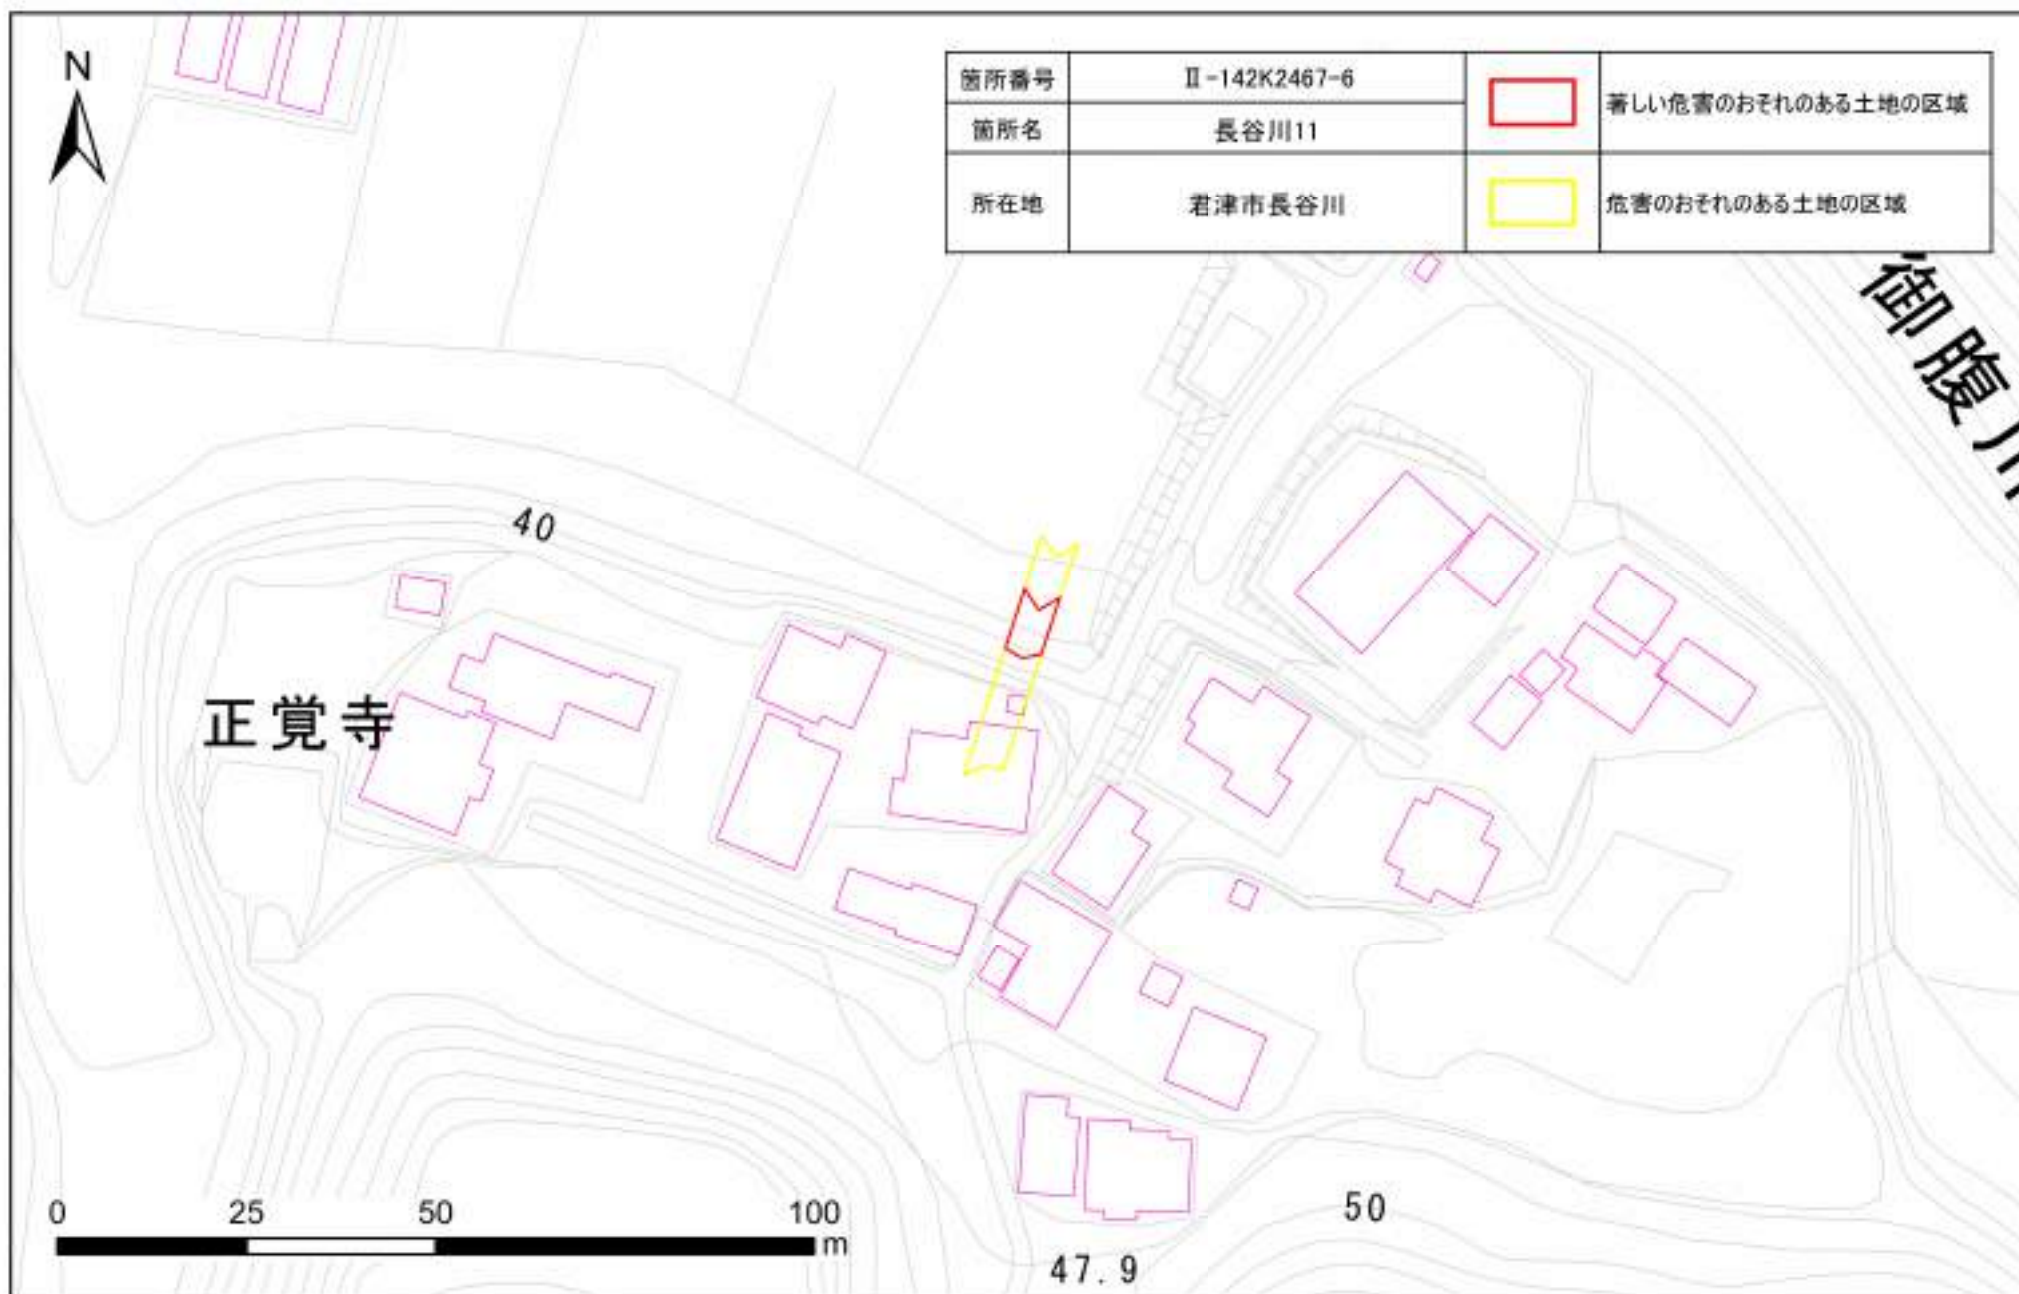 N
箇所番号 Ⅱ-142K2467-6
箇所名 長谷川11
所在地 君津市長谷川
著しい危害のおそれのある土地の区域
危害のおそれのある土地の区域
御腹川
40
正覚寺
0 25 50 100
m
50
47.9